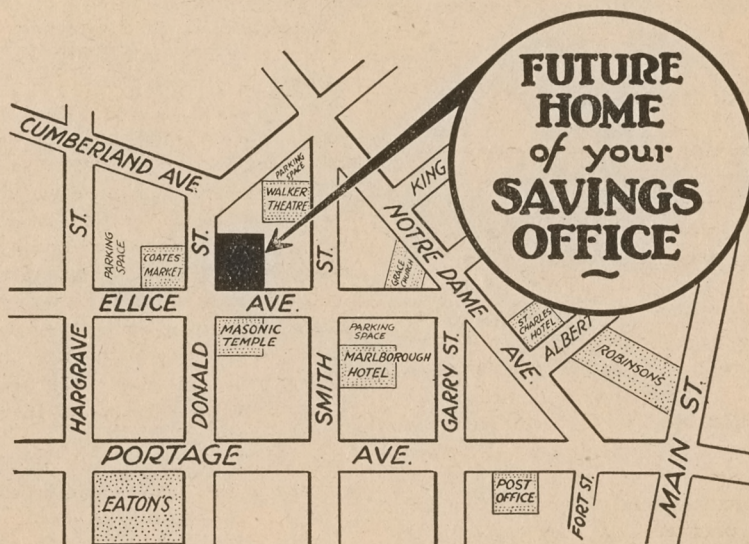 FUTURE
HOME
of your
SAVINGS
OFFICE
CUMBERLAND AVE.
PARKING
SPACE
WALKER
THEATRE
KING
ST.
ST.
ST.
PARKING
SPACE
COATES
MARKET
NOTRE DAME AVE.
GRACE
CHURCH
ELLICE AVE.
ST.
CHARLES
HOTEL
ALBERT
ROBINSON'S
MASONIC
TEMPLE
PARKING
SPACE
MARLBOROUGH
HOTEL
HARGRAVE
DONALD
SMITH
GARRY ST.
MAIN ST.
PORTAGE AVE.
EATON'S
POST
OFFICE
FORT ST.